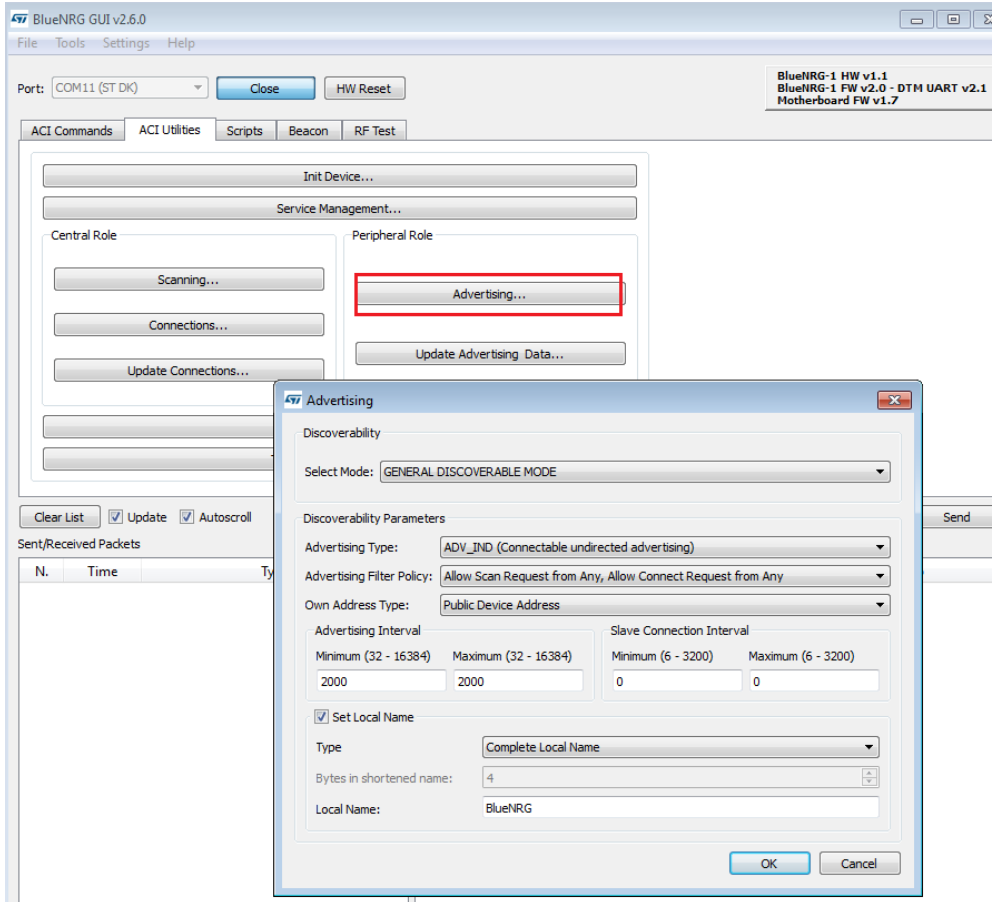 BlueNRG GUI v2.6.0
File Tools Settings Help
Port: COM11 (ST DK) Close HW Reset
BlueNRG-1 HW v1.1
BlueNRG-1 FW v2.0 - DTM UART v2.1
Motherboard FW v1.7
ACI Commands ACI Utilities Scripts Beacon RF Test
Init Device...
Service Management...
Central Role Peripheral Role
Scanning...
Advertising...
Connections...
Update Advertising Data...
Update Connections...
Advertising
Discoverability
Select Mode: GENERAL DISCOVERABLE MODE
Clear List Update Autoscroll
Send
Sent/Received Packets
N. Time Ty
Discoverability Parameters
Advertising Type: ADV_IND (Connectable undirected advertising)
Advertising Filter Policy: Allow Scan Request from Any, Allow Connect Request from Any
Own Address Type: Public Device Address
Advertising Interval Slave Connection Interval
Minimum (32 - 16384) Maximum (32 - 16384) Minimum (6 - 3200) Maximum (6 - 3200)
2000 2000 0 0
Set Local Name
Type Complete Local Name
Bytes in shortened name: 4
Local Name: BlueNRG
OK Cancel